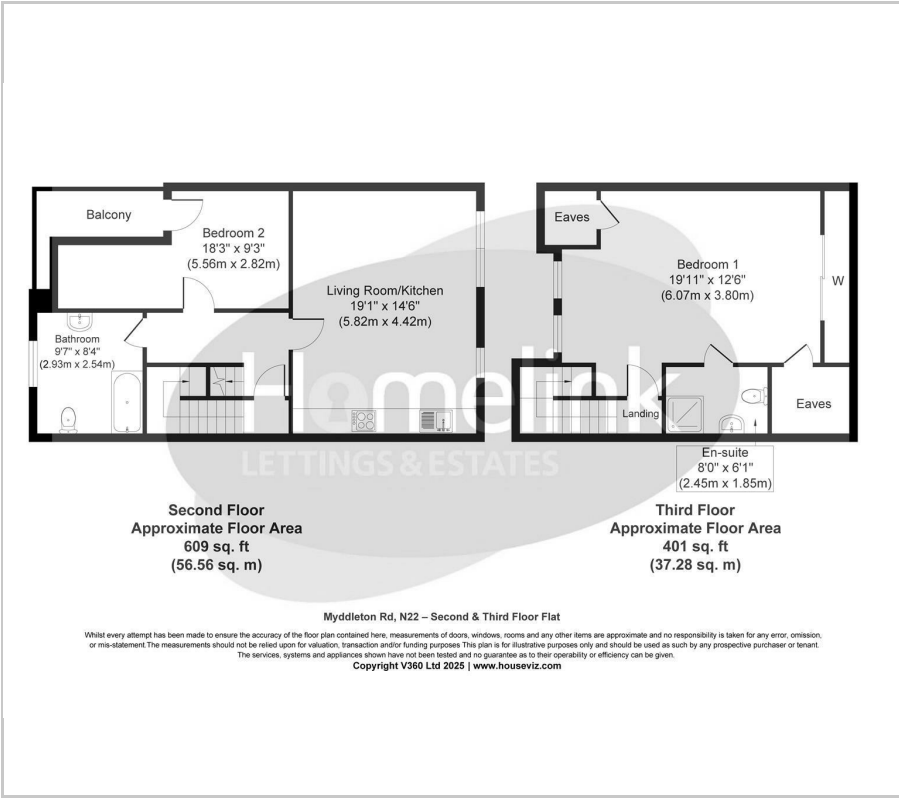 Balcony
Bedroom 2
18'3" x 9'3"
(5.56m x 2.82m)
Living Room/Kitchen
19'1" x 14'6"
(5.82m x 4.42m)
Bathroom
9'7" x 8'4"
(2.93m x 2.54m)
Eaves
Bedroom 1
19'11" x 12'6"
(6.07m x 3.80m)
W
Landing
Eaves
En-suite
8'0" x 6'1"
(2.45m x 1.85m)
Homelink
LETTINGS & ESTATES
Second Floor
Approximate Floor Area
609 sq. ft
(56.56 sq. m)
Third Floor
Approximate Floor Area
401 sq. ft
(37.28 sq. m)
Myddleton Rd, N22 – Second & Third Floor Flat
Whilst every attempt has been made to ensure the accuracy of the floor plan contained here, measurements of doors, windows, rooms and any other items are approximate and no responsibility is taken for any error, omission,
or mis-statement.The measurements should not be relied upon for valuation, transaction and/or funding purposes This plan is for illustrative purposes only and should be used as such by any prospective purchaser or tenant.
The services, systems and appliances shown have not been tested and no guarantee as to their operability or efficiency can be given.
Copyright V360 Ltd 2025 | www.houseviz.com